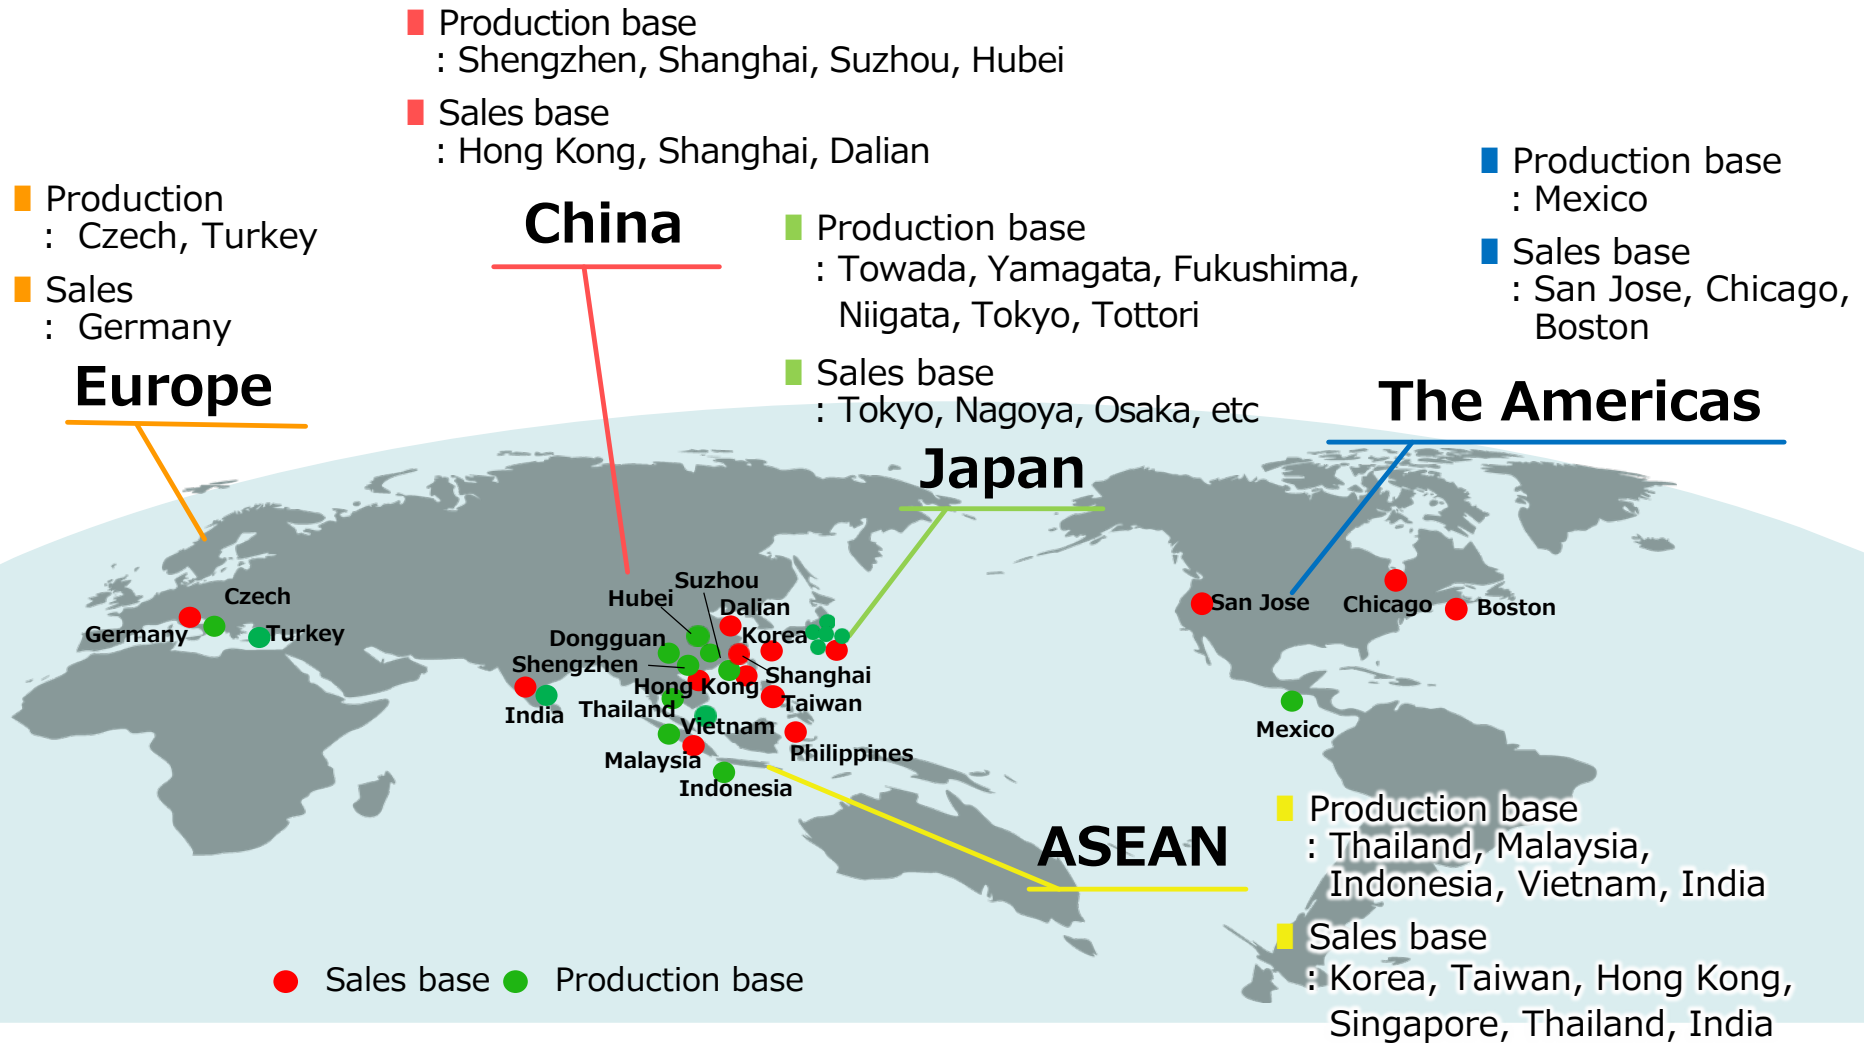 Production base
: Shengzhen, Shanghai, Suzhou, Hubei
Sales base
: Hong Kong, Shanghai, Dalian
China
Production
: Czech, Turkey
Sales
: Germany
Europe
Production base
: Towada, Yamagata, Fukushima,
Niigata, Tokyo, Tottori
Sales base
: Tokyo, Nagoya, Osaka, etc
Japan
Production base
: Mexico
Sales base
: San Jose, Chicago,
Boston
The Americas
Czech
Germany
Turkey
Suzhou
Hubei
Dalian
Dongguan
Korea
Shengzhen
Shanghai
Hong Kong
Taiwan
India
Thailand
Vietnam
Malaysia
Philippines
Indonesia
San Jose
Chicago
Boston
Mexico
ASEAN
Production base
: Thailand, Malaysia,
Indonesia, Vietnam, India
Sales base
: Korea, Taiwan, Hong Kong,
Singapore, Thailand, India
Sales base
Production base